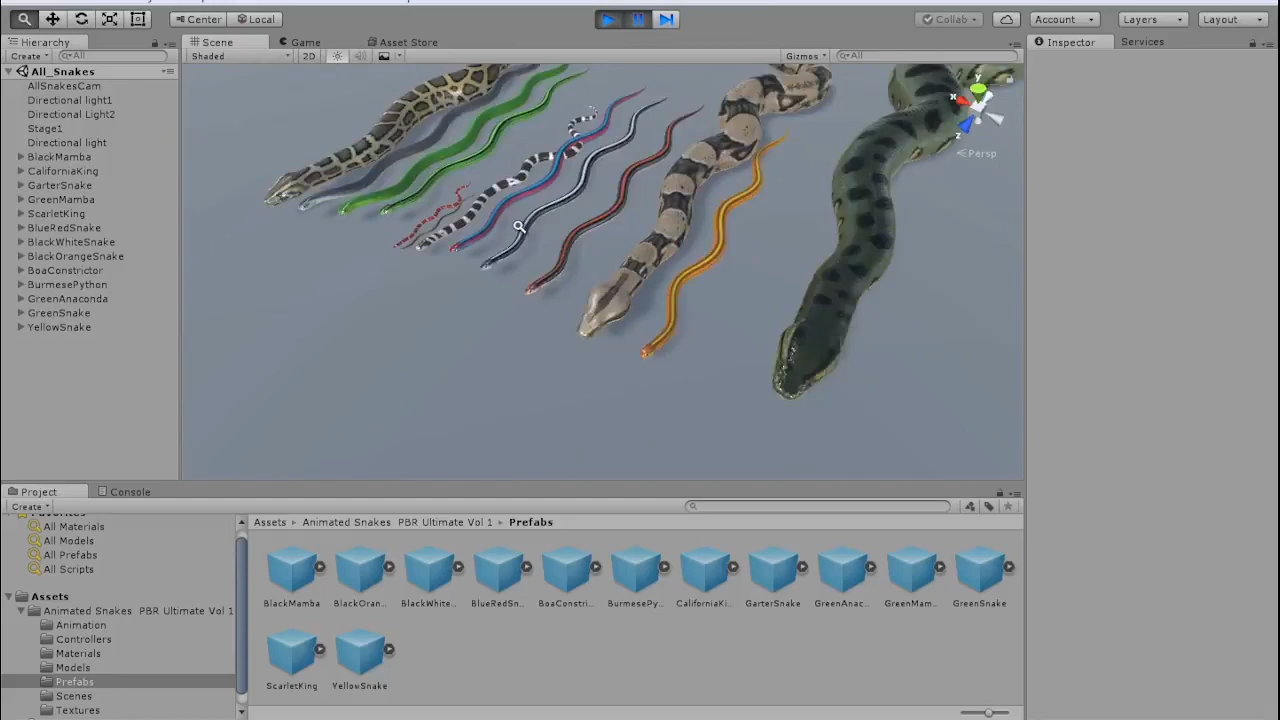 Center Local Collab Account Layers Layout
Hierarchy Scene Game Asset Store Inspector Services
Create All Shaded 2D Gizmos All
All_Snakes
AllSnakesCam
Directional light1
Directional Light2
Stage1
Directional light
BlackMamba
CaliforniaKing
GarterSnake
GreenMamba
ScarletKing
BlueRedSnake
BlackWhiteSnake
BlackOrangeSnake
BoaConstrictor
BurmesePython
GreenAnaconda
GreenSnake
YellowSnake
y
x
z
Persp
Project Console
Create
Favorites
All Materials
All Models
All Prefabs
All Scripts
Assets
Animated Snakes PBR Ultimate Vol 1
Animation
Controllers
Materials
Models
Prefabs
Scenes
Textures
Assets Animated Snakes PBR Ultimate Vol 1 Prefabs
BlackMamba BlackOran... BlackWhite... BlueRedSn... BoaConstri... BurmesePy... CaliforniaKi... GarterSnake GreenAnac... GreenMam... GreenSnake
ScarletKing YellowSnake